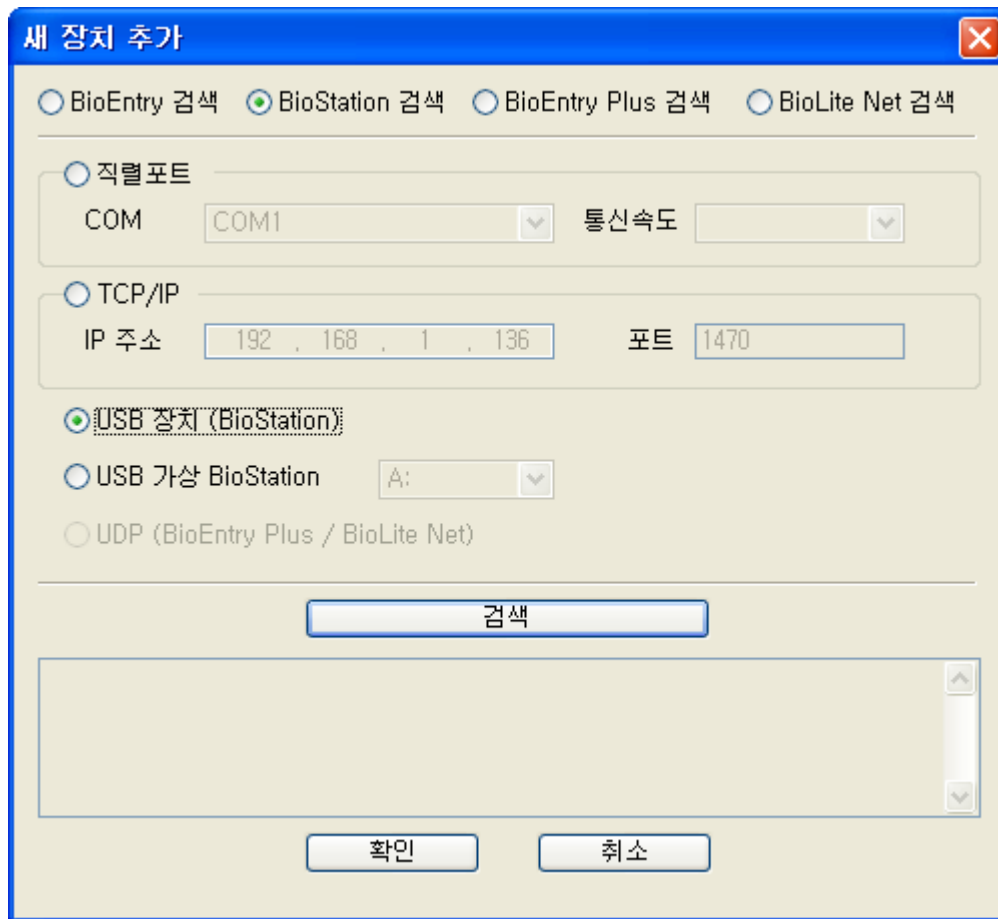 새 장치 추가
BioEntry 검색 BioStation 검색 BioEntry Plus 검색 BioLite Net 검색
직렬포트
COM COM1 통신속도
TCP/IP
IP 주소 192 . 168 . 1 . 136 포트 1470
USB 장치 (BioStation)
USB 가상 BioStation A:
UDP (BioEntry Plus / BioLite Net)
검색
확인 취소